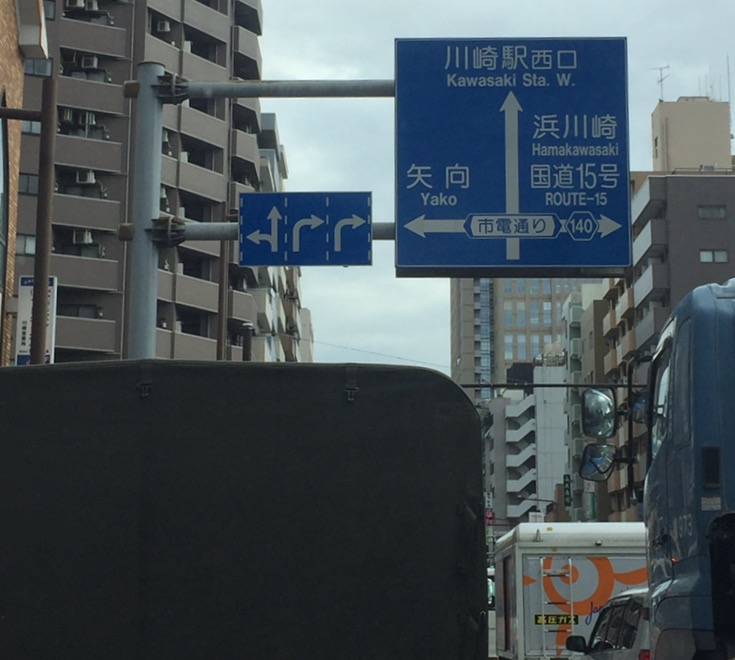 川崎駅西口
Kawasaki Sta. W.
浜川崎
Hamakawasaki
矢向
Yako
国道15号
ROUTE-15
市電通り
140
高圧ガス